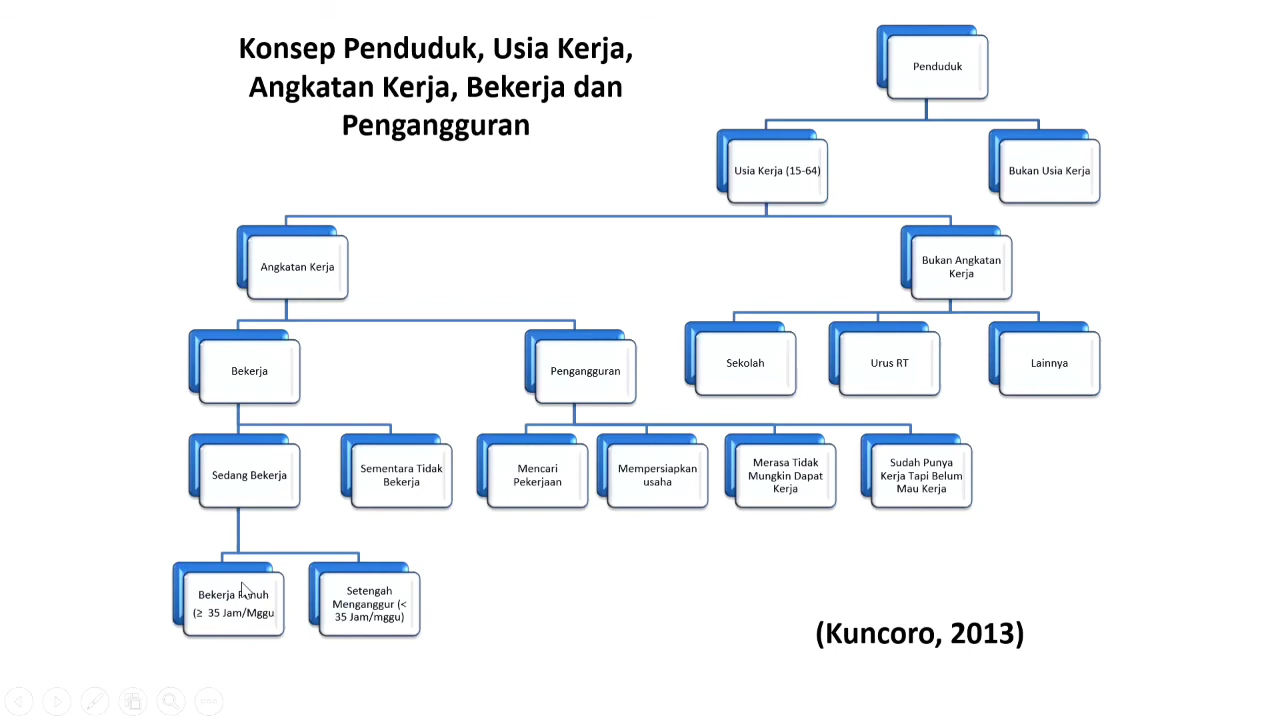 Konsep Penduduk, Usia Kerja,
Angkatan Kerja, Bekerja dan
Pengangguran
Penduduk
Usia Kerja (15-64)
Bukan Usia Kerja
Angkatan Kerja
Bukan Angkatan
Kerja
Bekerja
Pengangguran
Sekolah
Urus RT
Lainnya
Sedang Bekerja
Sementara Tidak
Bekerja
Mencari
Pekerjaan
Mempersiapkan
usaha
Merasa Tidak
Mungkin Dapat
Kerja
Sudah Punya
Kerja Tapi Belum
Mau Kerja
Bekerja Penuh
(≥ 35 Jam/Mggu
Setengah
Menganggur (<
35 Jam/mggu)
(Kuncoro, 2013)